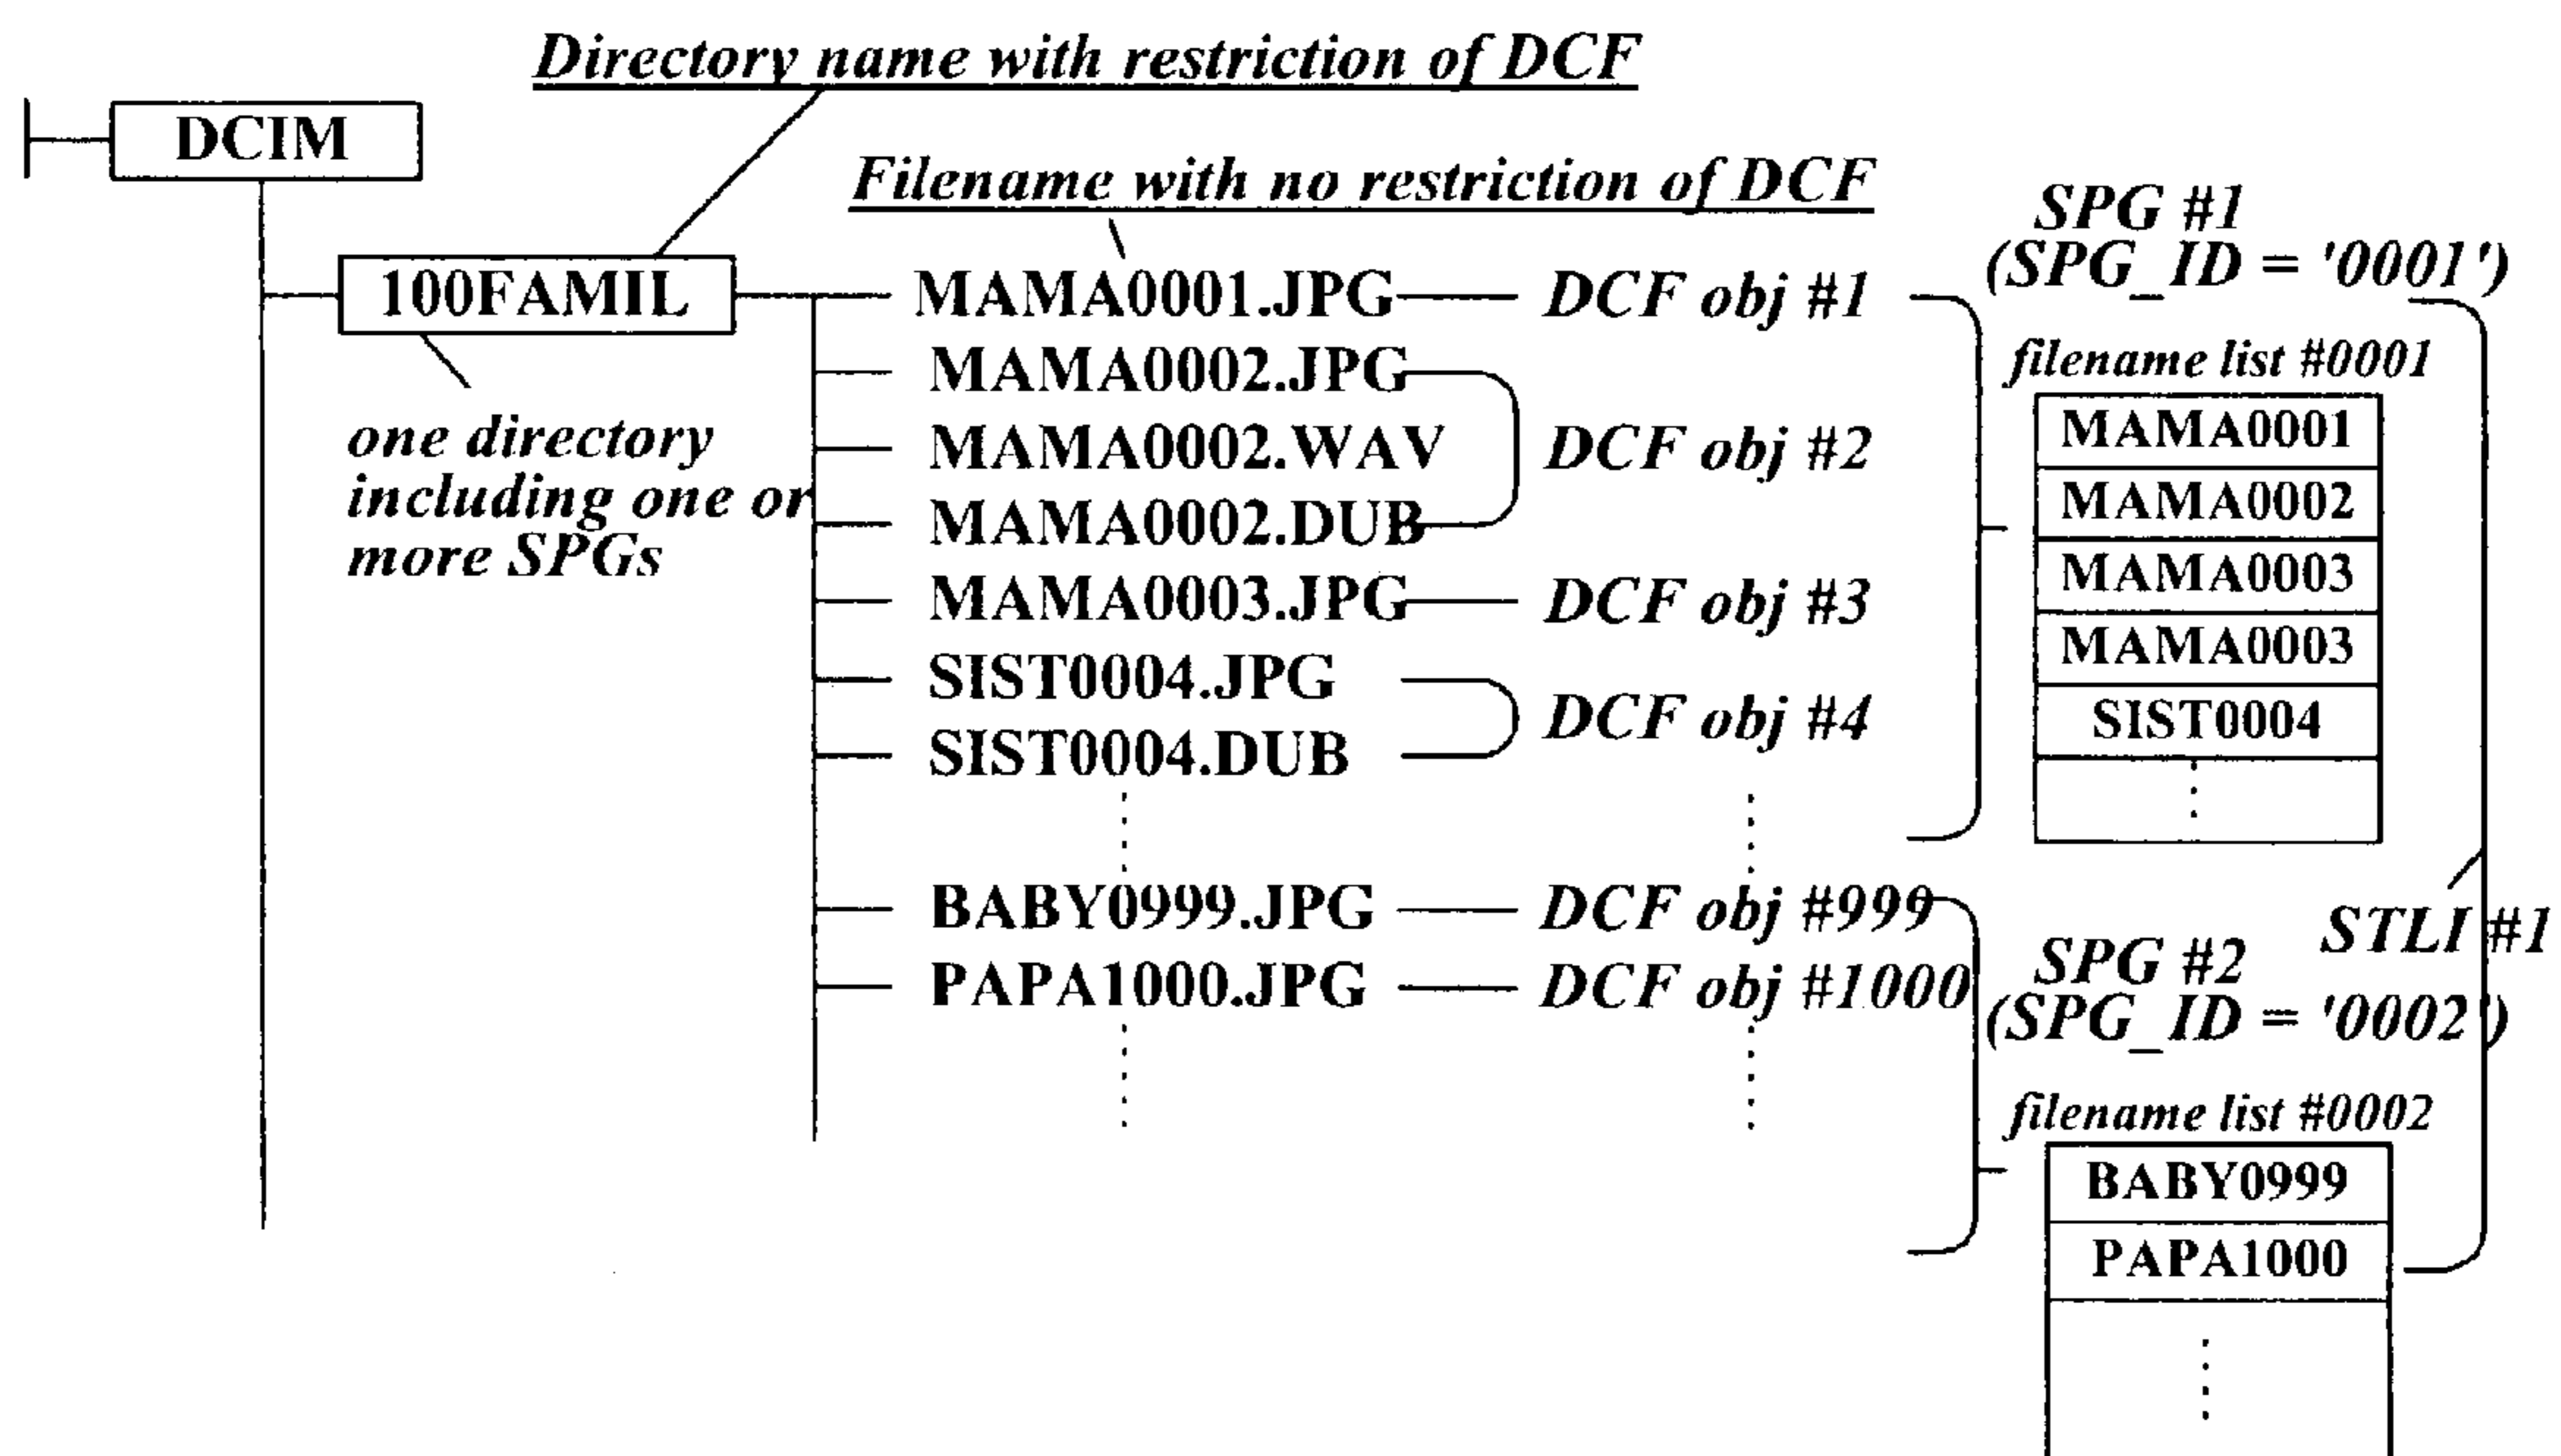 Directory name with restriction of DCF
DCIM
Filename with no restriction of DCF
100FAMIL
one directory
including one or
more SPGs
MAMA0001.JPG
MAMA0002.JPG
MAMA0002.WAV
MAMA0002.DUB
MAMA0003.JPG
SIST0004.JPG
SIST0004.DUB
BABY0999.JPG
PAPA1000.JPG
DCF obj #1
DCF obj #2
DCF obj #3
DCF obj #4
DCF obj #999
DCF obj #1000
SPG #1
(SPG_ID = '0001')
filename list #0001
MAMA0001
MAMA0002
MAMA0003
MAMA0003
SIST0004
STLI #1
SPG #2
(SPG_ID = '0002')
filename list #0002
BABY0999
PAPA1000